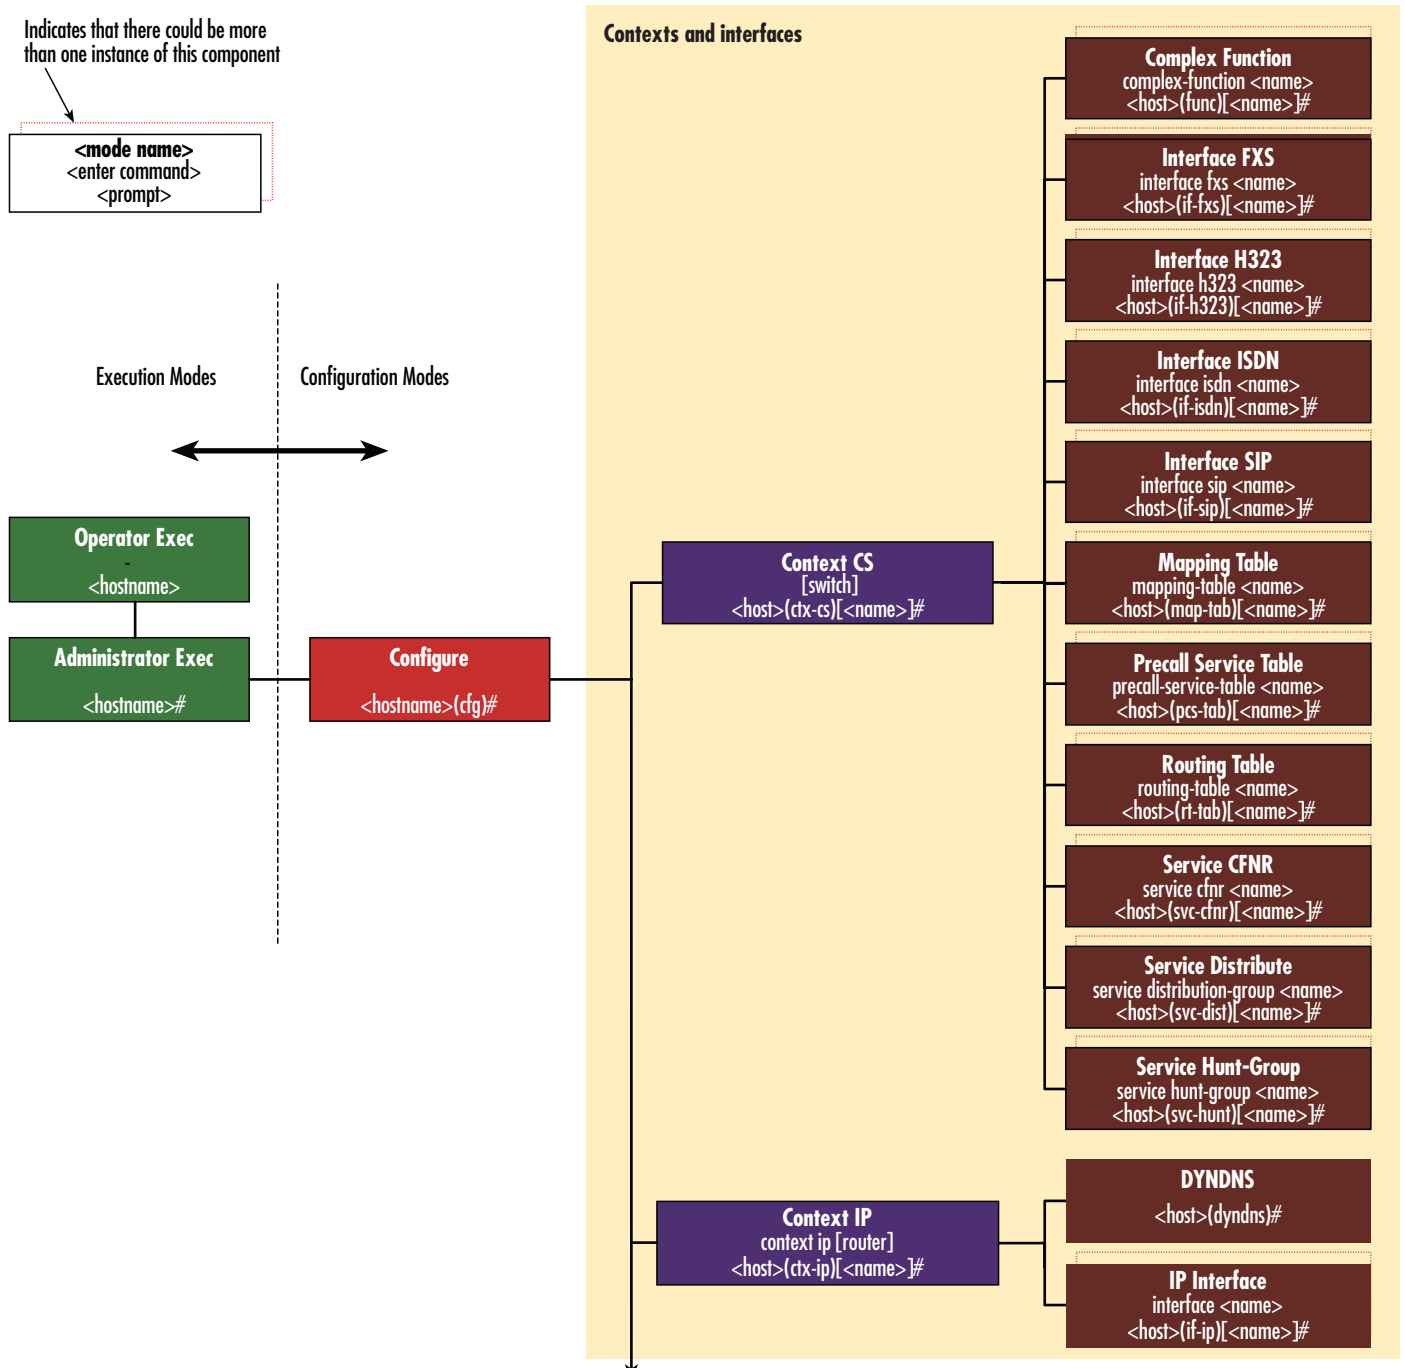 Indicates that there could be more
than one instance of this component
<mode name>
<enter command>
<prompt>
Execution Modes
Configuration Modes
Operator Exec
-
<hostname>
Administrator Exec
<hostname>#
Configure
<hostname>(cfg)#
Contexts and interfaces
Context CS
[switch]
<host>(ctx-cs)[<name>]#
Complex Function
complex-function <name>
<host>(func)[<name>]#
Interface FXS
interface fxs <name>
<host>(if-fxs)[<name>]#
Interface H323
interface h323 <name>
<host>(if-h323)[<name>]#
Interface ISDN
interface isdn <name>
<host>(if-isdn)[<name>]#
Interface SIP
interface sip <name>
<host>(if-sip)[<name>]#
Mapping Table
mapping-table <name>
<host>(map-tab)[<name>]#
Precall Service Table
precall-service-table <name>
<host>(pcs-tab)[<name>]#
Routing Table
routing-table <name>
<host>(rt-tab)[<name>]#
Service CFNR
service cfnr <name>
<host>(svc-cfnr)[<name>]#
Service Distribute
service distribution-group <name>
<host>(svc-dist)[<name>]#
Service Hunt-Group
service hunt-group <name>
<host>(svc-hunt)[<name>]#
Context IP
context ip [router]
<host>(ctx-ip)[<name>]#
DYNDNS
<host>(dyndns)#
IP Interface
interface <name>
<host>(if-ip)[<name>]#